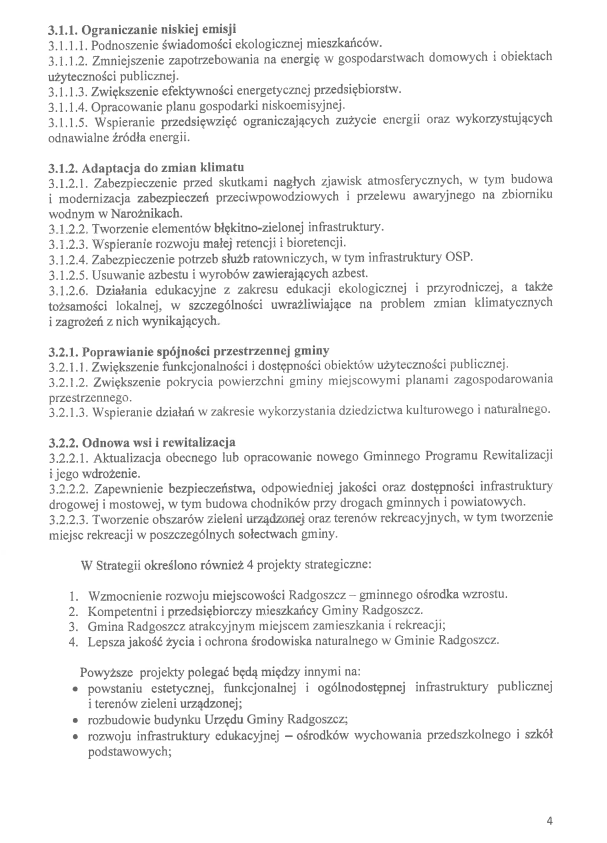 3.1.1. Ograniczanie niskiej emisji
3.1.1.1. Podnoszenie świadomości ekologicznej mieszkańców.
3.1.1.2. Zmniejszenie zapotrzebowania na energię w gospodarstwach domowych i obiektach
użyteczności publicznej.
3.1.1.3. Zwiększenie efektywności energetycznej przedsiębiorstw.
3.1.1.4. Opracowanie planu gospodarki niskoemisyjnej.
3.1.1.5. Wspieranie przedsięwzięć ograniczających zużycie energii oraz wykorzystujących
odnawialne źródła energii.
3.1.2. Adaptacja do zmian klimatu
3.1.2.1. Zabezpieczenie przed skutkami nagłych zjawisk atmosferycznych, w tym budowa
i modernizacja zabezpieczeń przeciwpowodziowych i przelewu awaryjnego na zbiorniku
wodnym w Narożnikach.
3.1.2.2. Tworzenie elementów błękitno-zielonej infrastruktury.
3.1.2.3. Wspieranie rozwoju małej retencji i bioretencji.
3.1.2.4. Zabezpieczenie potrzeb służb ratowniczych, w tym infrastruktury OSP.
3.1.2.5. Usuwanie azbestu i wyrobów zawierających azbest.
3.1.2.6. Działania edukacyjne z zakresu edukacji ekologicznej i przyrodniczej, a także
tożsamości lokalnej, w szczególności uwrażliwiające na problem zmian klimatycznych
i zagrożeń z nich wynikających.
3.2.1. Poprawianie spójności przestrzennej gminy
3.2.1.1. Zwiększenie funkcjonalności i dostępności obiektów użyteczności publicznej.
3.2.1.2. Zwiększenie pokrycia powierzchni gminy miejscowymi planami zagospodarowania
przestrzennego.
3.2.1.3. Wspieranie działań w zakresie wykorzystania dziedzictwa kulturowego i naturalnego.
3.2.2. Odnowa wsi i rewitalizacja
3.2.2.1. Aktualizacja obecnego lub opracowanie nowego Gminnego Programu Rewitalizacji
i jego wdrożenie.
3.2.2.2. Zapewnienie bezpieczeństwa, odpowiedniej jakości oraz dostępności infrastruktury
drogowej i mostowej, w tym budowa chodników przy drogach gminnych i powiatowych.
3.2.2.3. Tworzenie obszarów zieleni urządzonej oraz terenów rekreacyjnych, w tym tworzenie
miejsc rekreacji w poszczególnych sołectwach gminy.
W Strategii określono również 4 projekty strategiczne:
1. Wzmocnienie rozwoju miejscowości Radgoszcz – gminnego ośrodka wzrostu.
2. Kompetentni i przedsiębiorczy mieszkańcy Gminy Radgoszcz.
3. Gmina Radgoszcz atrakcyjnym miejscem zamieszkania i rekreacji;
4. Lepsza jakość życia i ochrona środowiska naturalnego w Gminie Radgoszcz.
Powyższe projekty polegać będą między innymi na:
• powstaniu estetycznej, funkcjonalnej i ogólnodostępnej infrastruktury publicznej
i terenów zieleni urządzonej;
• rozbudowie budynku Urzędu Gminy Radgoszcz;
• rozwoju infrastruktury edukacyjnej – ośrodków wychowania przedszkolnego i szkół
podstawowych;
4